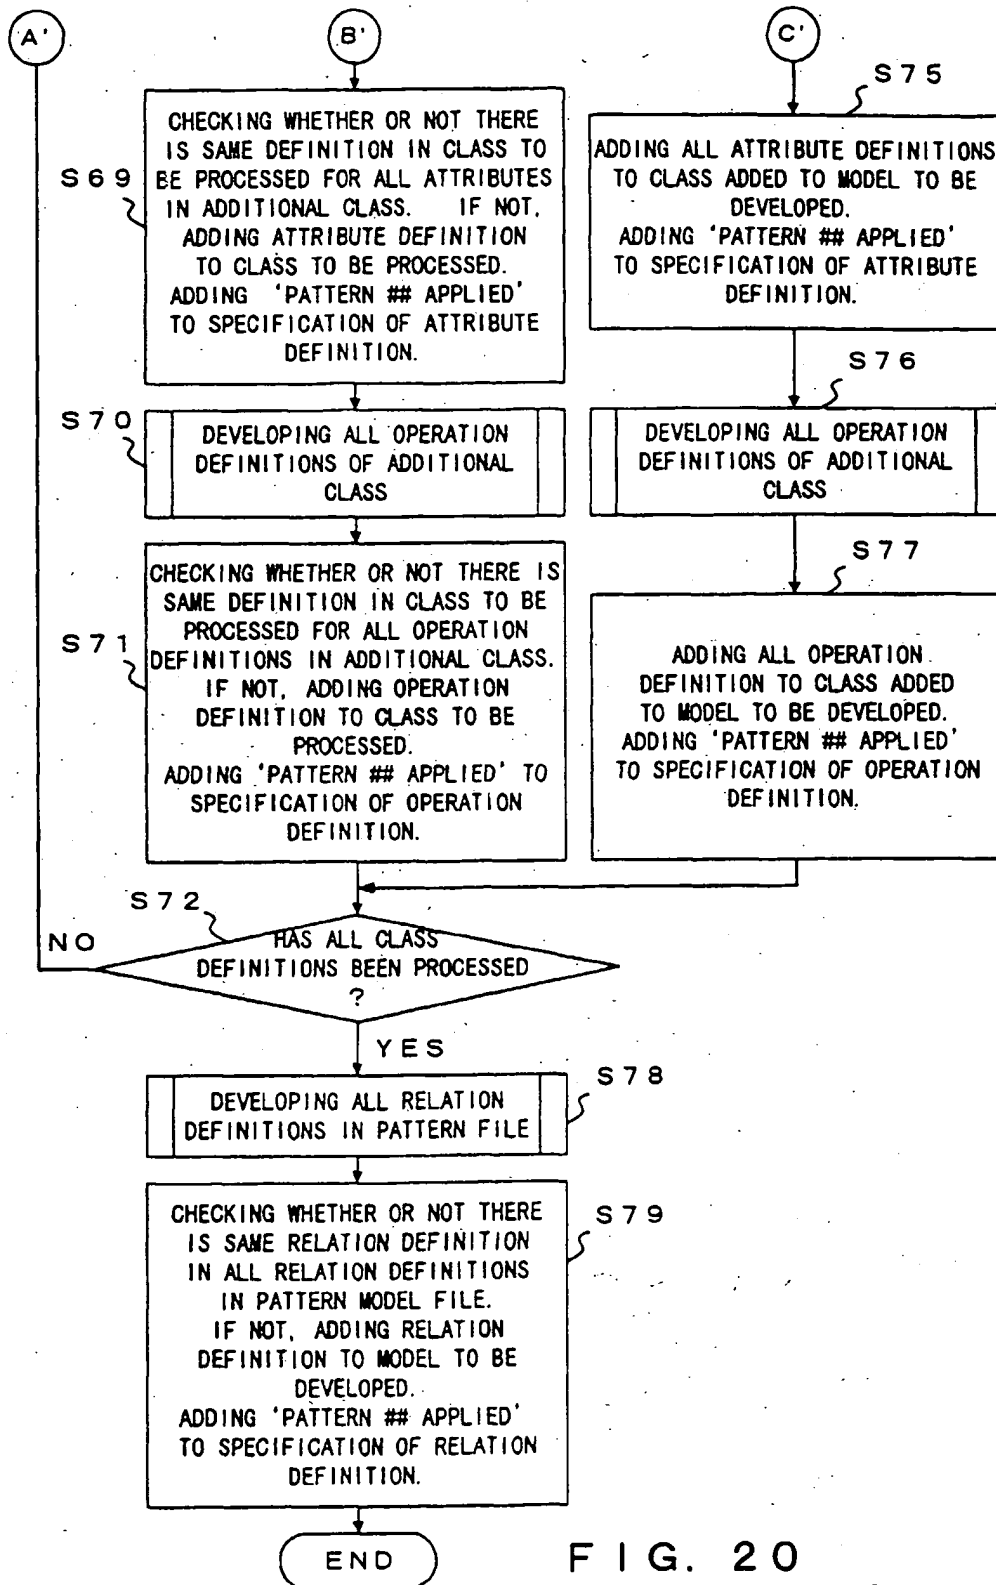 A'
B'
C'
S75
CHECKING WHETHER OR NOT THERE
IS SAME DEFINITION IN CLASS TO
BE PROCESSED FOR ALL ATTRIBUTES
IN ADDITIONAL CLASS. IF NOT,
ADDING ATTRIBUTE DEFINITION
TO CLASS TO BE PROCESSED.
ADDING 'PATTERN ## APPLIED'
TO SPECIFICATION OF ATTRIBUTE
DEFINITION.
S69
ADDING ALL ATTRIBUTE DEFINITIONS
TO CLASS ADDED TO MODEL TO BE
DEVELOPED.
ADDING 'PATTERN ## APPLIED'
TO SPECIFICATION OF ATTRIBUTE
DEFINITION.
S70
DEVELOPING ALL OPERATION
DEFINITIONS OF ADDITIONAL
CLASS
S76
DEVELOPING ALL OPERATION
DEFINITIONS OF ADDITIONAL
CLASS
S71
CHECKING WHETHER OR NOT THERE IS
SAME DEFINITION IN CLASS TO BE
PROCESSED FOR ALL OPERATION
DEFINITIONS IN ADDITIONAL CLASS.
IF NOT, ADDING OPERATION
DEFINITION TO CLASS TO BE
PROCESSED.
ADDING 'PATTERN ## APPLIED' TO
SPECIFICATION OF OPERATION
DEFINITION.
S77
ADDING ALL OPERATION
DEFINITION TO CLASS ADDED
TO MODEL TO BE DEVELOPED.
ADDING 'PATTERN ## APPLIED'
TO SPECIFICATION OF OPERATION
DEFINITION.
S72
NO
HAS ALL CLASS
DEFINITIONS BEEN PROCESSED
?
YES
S78
DEVELOPING ALL RELATION
DEFINITIONS IN PATTERN FILE
S79
CHECKING WHETHER OR NOT THERE
IS SAME RELATION DEFINITION
IN ALL RELATION DEFINITIONS
IN PATTERN MODEL FILE.
IF NOT, ADDING RELATION
DEFINITION TO MODEL TO BE
DEVELOPED.
ADDING 'PATTERN ## APPLIED'
TO SPECIFICATION OF RELATION
DEFINITION.
END
FIG. 20